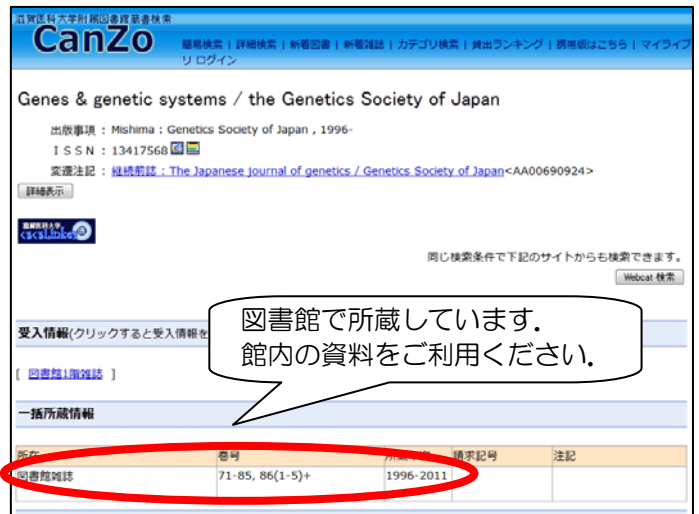 滋賀医科大学附属図書館蔵書検索
CanZo
簡易検索 | 詳細検索 | 新着図書 | 新着雑誌 | カテゴリ検索 | 貸出ランキング | 携帯版はこちら | マイライブ
リ ログイン
Genes & genetic systems / the Genetics Society of Japan
出版事項 : Mishima : Genetics Society of Japan , 1996-
ＩＳＳＮ : 13417568
変遷注記 : 継続前誌 : The Japanese journal of genetics / Genetics Society of Japan<AA00690924>
詳細表示
滋賀医科大学
同じ検索条件で下記のサイトからも検索できます。
Webcat 検索
図書館で所蔵しています．
館内の資料をご利用ください．
受入情報(クリックすると受入情報を
[ 図書館1階雑誌 ]
一括所蔵情報
所在 巻号 請求記号 注記
図書館雑誌 71-85, 86(1-5)+ 1996-2011